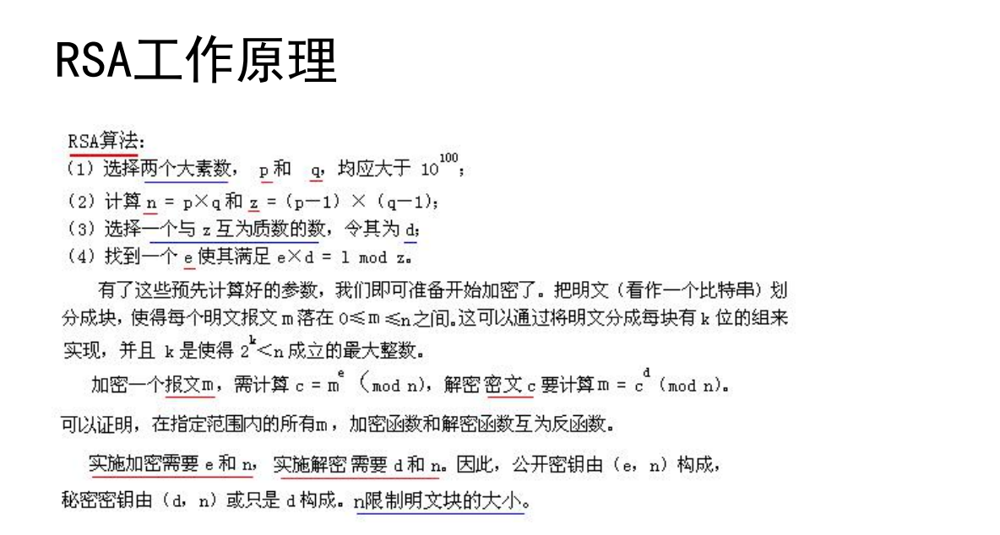 RSA工作原理
RSA算法:
(1) 选择两个大素数， p和 q，均应大于 10^100;
(2) 计算 n = p×q 和 z = (p－1) × (q－1);
(3) 选择一个与 z 互为质数的数，令其为 d;
(4) 找到一个 e 使其满足 e×d = 1 mod z。
有了这些预先计算好的参数，我们即可准备开始加密了。把明文（看作一个比特串）划
分成块，使得每个明文报文 m 落在 0≤m≤n之间。这可以通过将明文分成每块有 k 位的组来
实现，并且 k 是使得 2^k＜n 成立的最大整数。
加密一个报文m，需计算 c = m^e (mod n)，解密密文 c 要计算m = c^d (mod n)。
可以证明，在指定范围内的所有m，加密函数和解密函数互为反函数。
实施加密需要 e 和 n， 实施解密需要 d 和 n。因此，公开密钥由（e，n）构成，
秘密密钥由（d，n）或只是 d 构成。n限制明文块的大小。